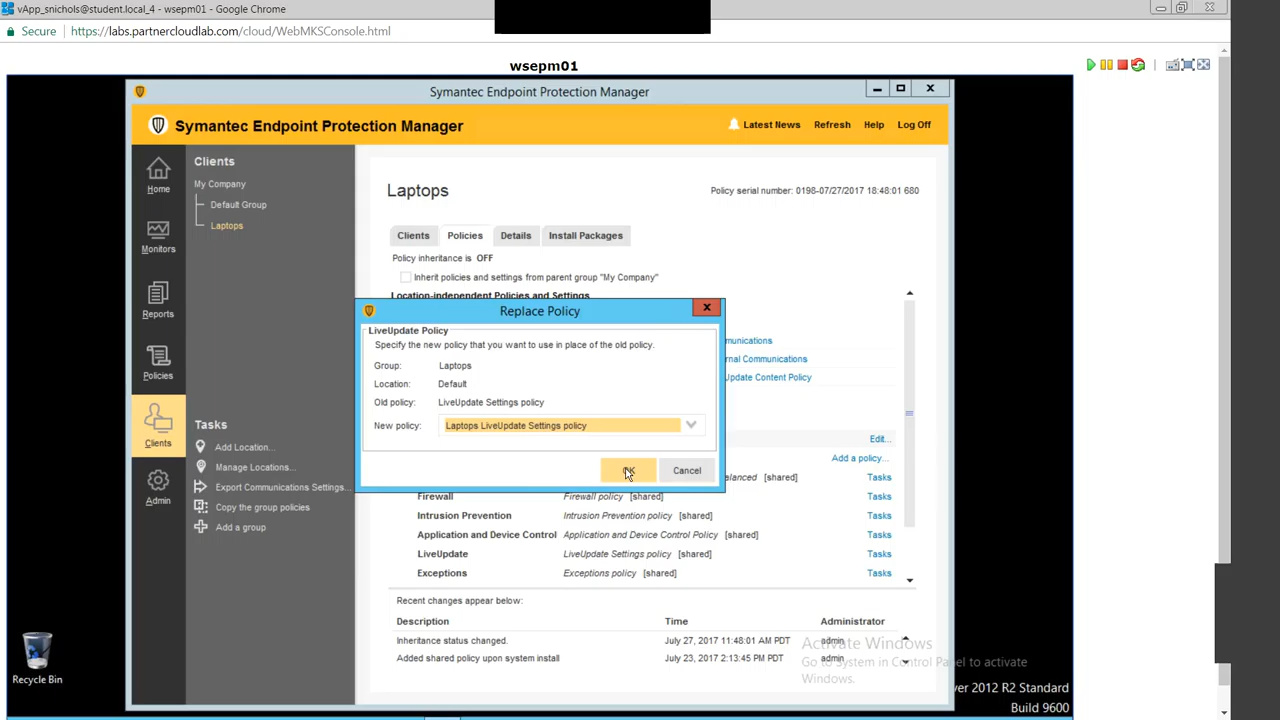 vApp_snichols@student.local_4 - wsepm01 - Google Chrome
Secure https://labs.partnercloudlab.com/cloud/WebMKSConsole.html
wsepm01
Symantec Endpoint Protection Manager
Symantec Endpoint Protection Manager
Latest News Refresh Help Log Off
Home
Monitors
Reports
Policies
Clients
Admin
Clients
My Company
Default Group
Laptops
Tasks
Add Location...
Manage Locations...
Export Communications Settings...
Copy the group policies
Add a group
Laptops
Policy serial number: 0198-07/27/2017 18:48:01 680
Clients Policies Details Install Packages
Policy inheritance is OFF
Inherit policies and settings from parent group "My Company"
Location-independent Policies and Settings
Replace Policy
LiveUpdate Policy
Specify the new policy that you want to use in place of the old policy.
Group: Laptops
Location: Default
Old policy: LiveUpdate Settings policy
New policy: Laptops LiveUpdate Settings policy
OK Cancel
munications
rnal Communications
Update Content Policy
Edit...
Add a policy...
alanced [shared] Tasks
Firewall Firewall policy [shared] Tasks
Intrusion Prevention Intrusion Prevention policy [shared] Tasks
Application and Device Control Application and Device Control Policy [shared] Tasks
LiveUpdate LiveUpdate Settings policy [shared] Tasks
Exceptions Exceptions policy [shared] Tasks
Recent changes appear below:
Description Time Administrator
Inheritance status changed. July 27, 2017 11:48:01 AM PDT admin
Added shared policy upon system install July 23, 2017 2:13:45 PM PDT admin
Activate Windows
Go to System in Control Panel to activate
Windows.
Recycle Bin
ver 2012 R2 Standard
Build 9600